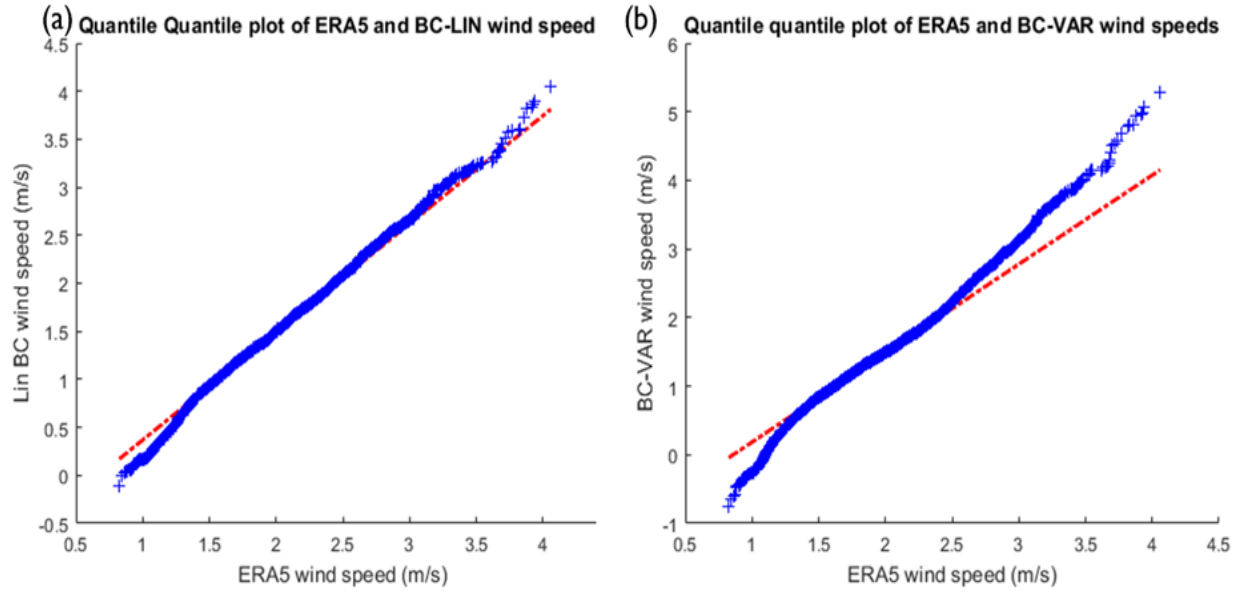 (a) Quantile Quantile plot of ERA5 and BC-LIN wind speed
4.5
4
3.5
3
2.5
2
1.5
1
0.5
0
-0.5
Lin BC wind speed (m/s)
0.5 1 1.5 2 2.5 3 3.5 4
ERA5 wind speed (m/s)
(b) Quantile quantile plot of ERA5 and BC-VAR wind speeds
6
5
4
3
2
1
0
-1
BC-VAR wind speed (m/s)
0.5 1 1.5 2 2.5 3 3.5 4 4.5
ERA5 wind speed (m/s)